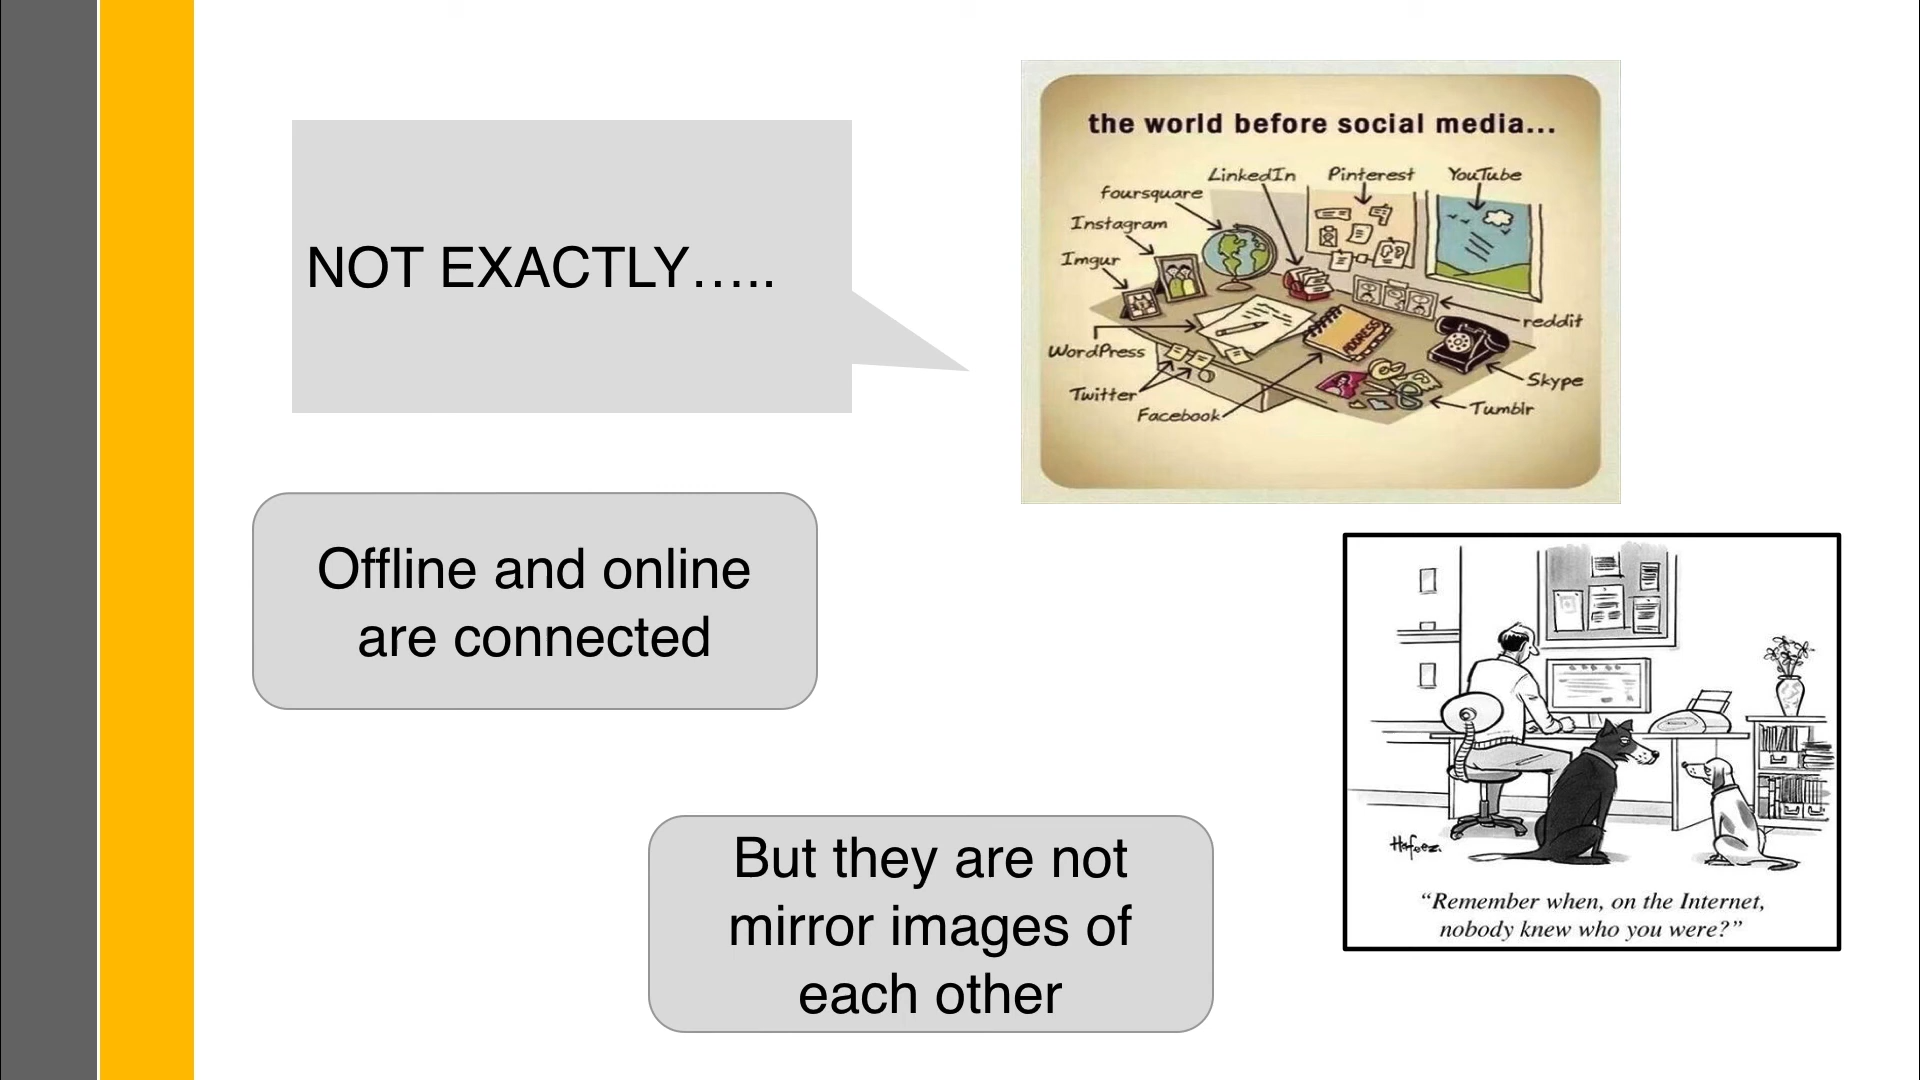 NOT EXACTLY…..
the world before social media...
LinkedIn
Pinterest
YouTube
foursquare
Instagram
Imgur
ADDRESS
reddit
WordPress
Skype
Twitter
Tumblr
Facebook
Offline and online
are connected
But they are not
mirror images of
each other
Hafeez.
“Remember when, on the Internet,
nobody knew who you were?”